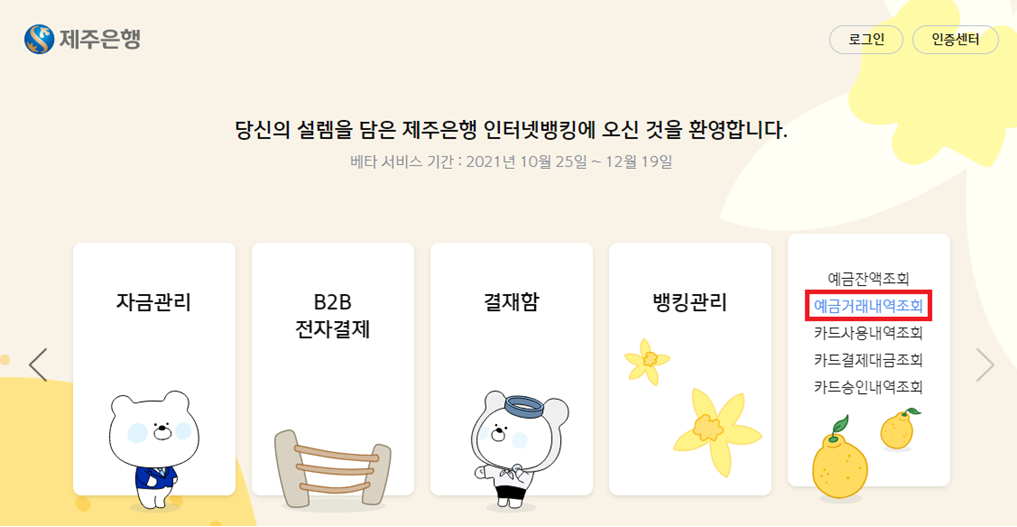 제주은행
로그인
인증센터
당신의 설렘을 담은 제주은행 인터넷뱅킹에 오신 것을 환영합니다.
베타 서비스 기간 : 2021년 10월 25일 ~ 12월 19일
자금관리
B2B
전자결제
결재함
뱅킹관리
예금잔액조회
예금거래내역조회
카드사용내역조회
카드결제대금조회
카드승인내역조회